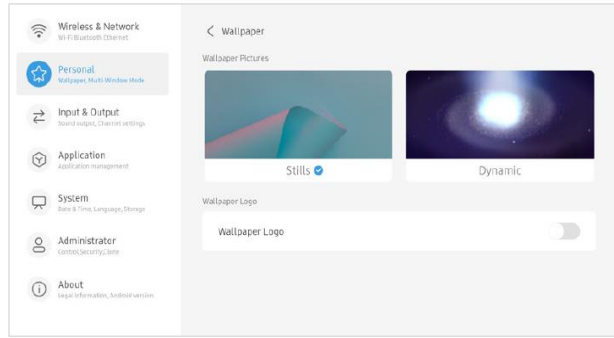 Wireless & Network
Wi-Fi Bluetooth Ethernet
Personal
Wallpaper, Multi-Window Mode
Input & Output
Sound output, Channel settings
Application
Application management
System
Date & Time, Language, Storage
Administrator
Control,Security,Clone
About
Legal information, Android version
Wallpaper
Wallpaper Pictures
Stills
Dynamic
Wallpaper Logo
Wallpaper Logo